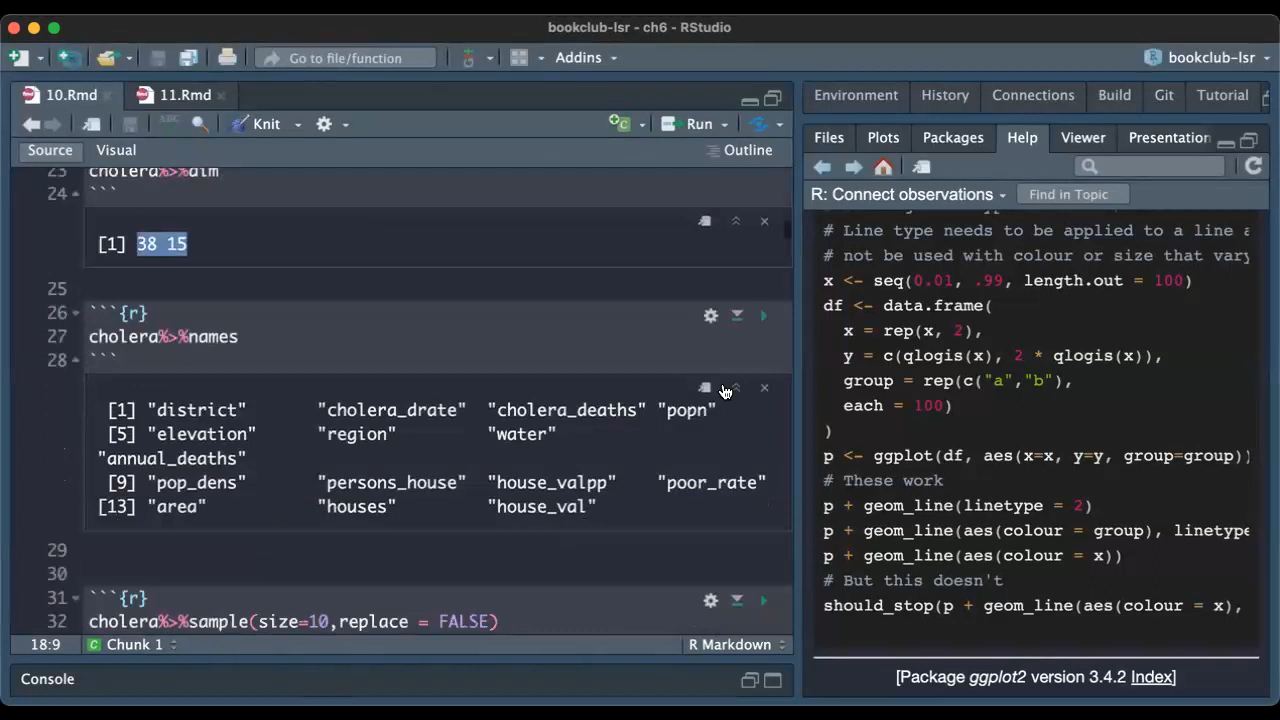 bookclub-lsr - ch6 - RStudio
Go to file/function
Addins
bookclub-lsr
10.Rmd
11.Rmd
Knit
Run
Source
Visual
Outline
23 cholera%>%dim
24 ```
[1] 38 15
25
26 ```{r}
27 cholera%>%names
28 ```
[1] "district" "cholera_drate" "cholera_deaths" "popn"
[5] "elevation" "region" "water"
"annual_deaths"
[9] "pop_dens" "persons_house" "house_valpp" "poor_rate"
[13] "area" "houses" "house_val"
29
30
31 ```{r}
32 cholera%>%sample(size=10,replace = FALSE)
18:9 Chunk 1 R Markdown
Console
Environment History Connections Build Git Tutorial
Files Plots Packages Help Viewer Presentation
R: Connect observations Find in Topic
# Line type needs to be applied to a line a
# not be used with colour or size that vary
x <- seq(0.01, .99, length.out = 100)
df <- data.frame(
x = rep(x, 2),
y = c(qlogis(x), 2 * qlogis(x)),
group = rep(c("a","b"),
each = 100)
)
p <- ggplot(df, aes(x=x, y=y, group=group))
# These work
p + geom_line(linetype = 2)
p + geom_line(aes(colour = group), linetype
p + geom_line(aes(colour = x))
# But this doesn't
should_stop(p + geom_line(aes(colour = x),
[Package ggplot2 version 3.4.2 Index]